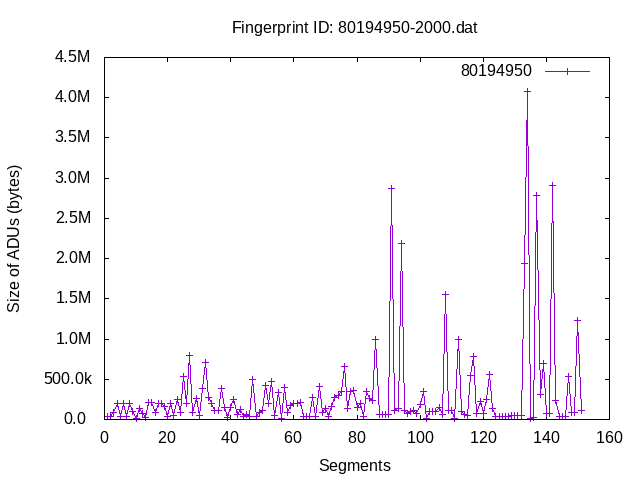 Fingerprint ID: 80194950-2000.dat
80194950
4.5M
4.0M
3.5M
3.0M
2.5M
2.0M
1.5M
1.0M
500.0k
0.0
Size of ADUs (bytes)
0 20 40 60 80 100 120 140 160
Segments